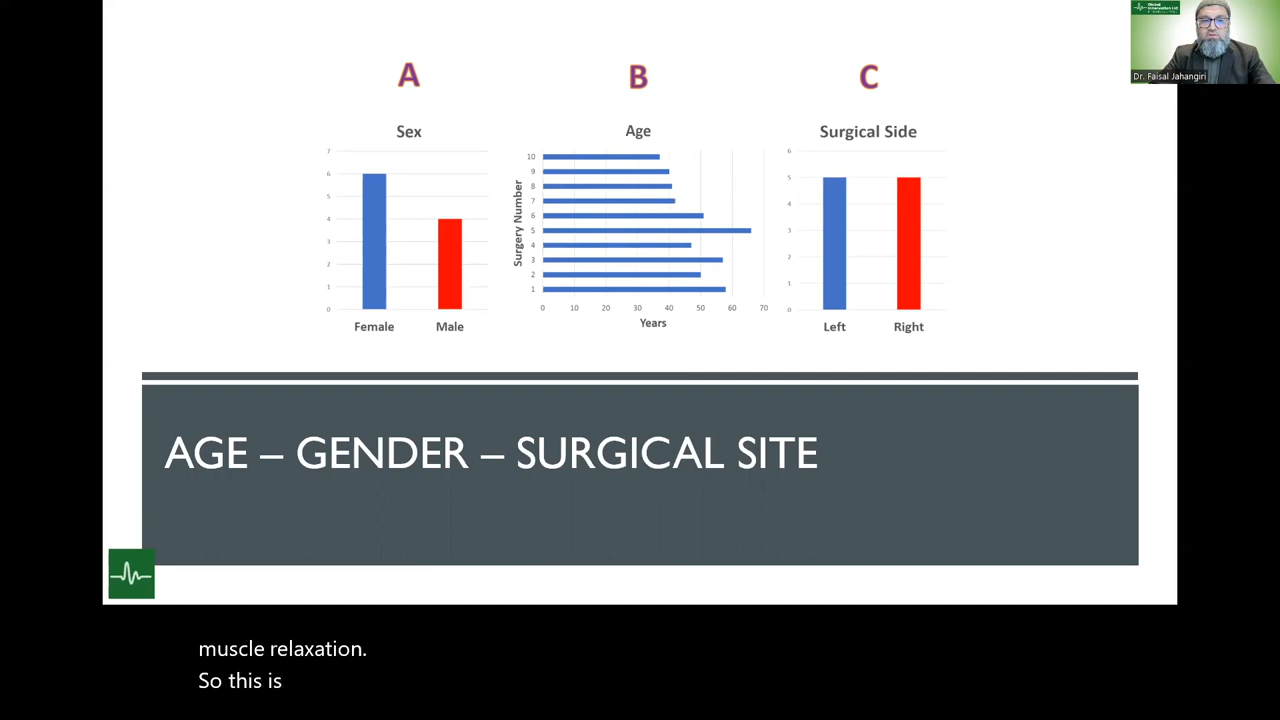 A
B
C
Sex
Age
Surgical Side
7
6
5
4
3
2
1
0
Female
Male
Surgery Number
10
9
8
7
6
5
4
3
2
1
0
10
20
30
40
50
60
70
Years
6
5
4
3
2
1
0
Left
Right
AGE – GENDER – SURGICAL SITE
Dr. Faisal Jahangiri
muscle relaxation.
So this is